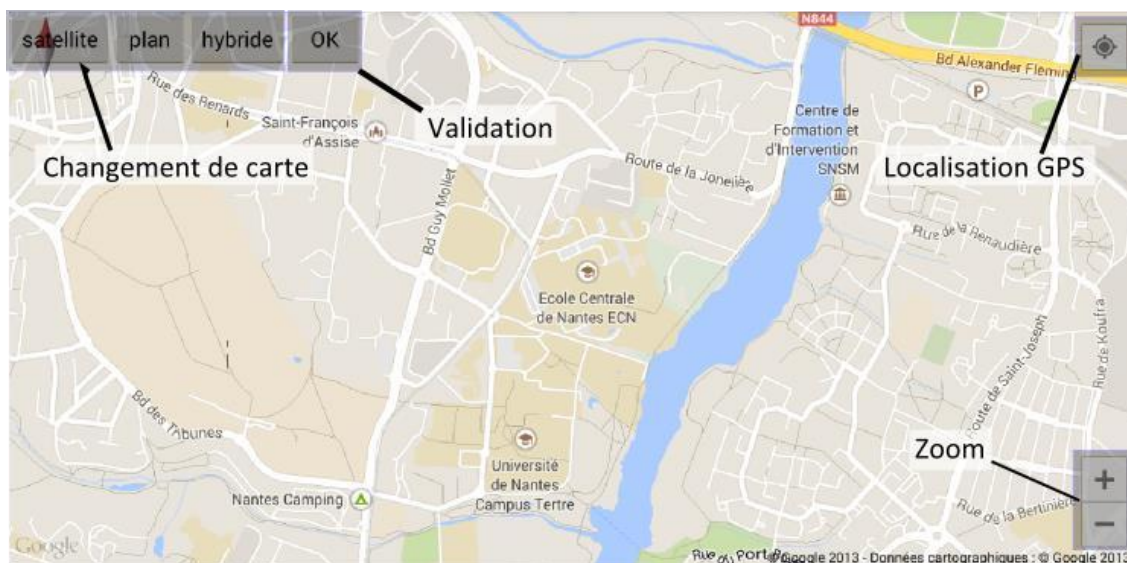 N844
satellite plan hybride OK
Bd Alexander Fleming
P
Rue des Renards
Saint-François
d'Assise
Validation
Centre de
Formation et
d'Intervention
SNSM
Changement de carte
Route de la Jonelière
Localisation GPS
Bd Guy Mollet
Rue de la Renaudière
Ecole Centrale
de Nantes ECN
Route de Saint-Joseph
Rue de Koufra
Bd des Tribunes
Zoom
+
Université
de Nantes
Campus Tertre
Nantes Camping
Rue de la Bertinière
−
Google
Rue du Port
© Google 2013 - Données cartographiques : © Google 2013